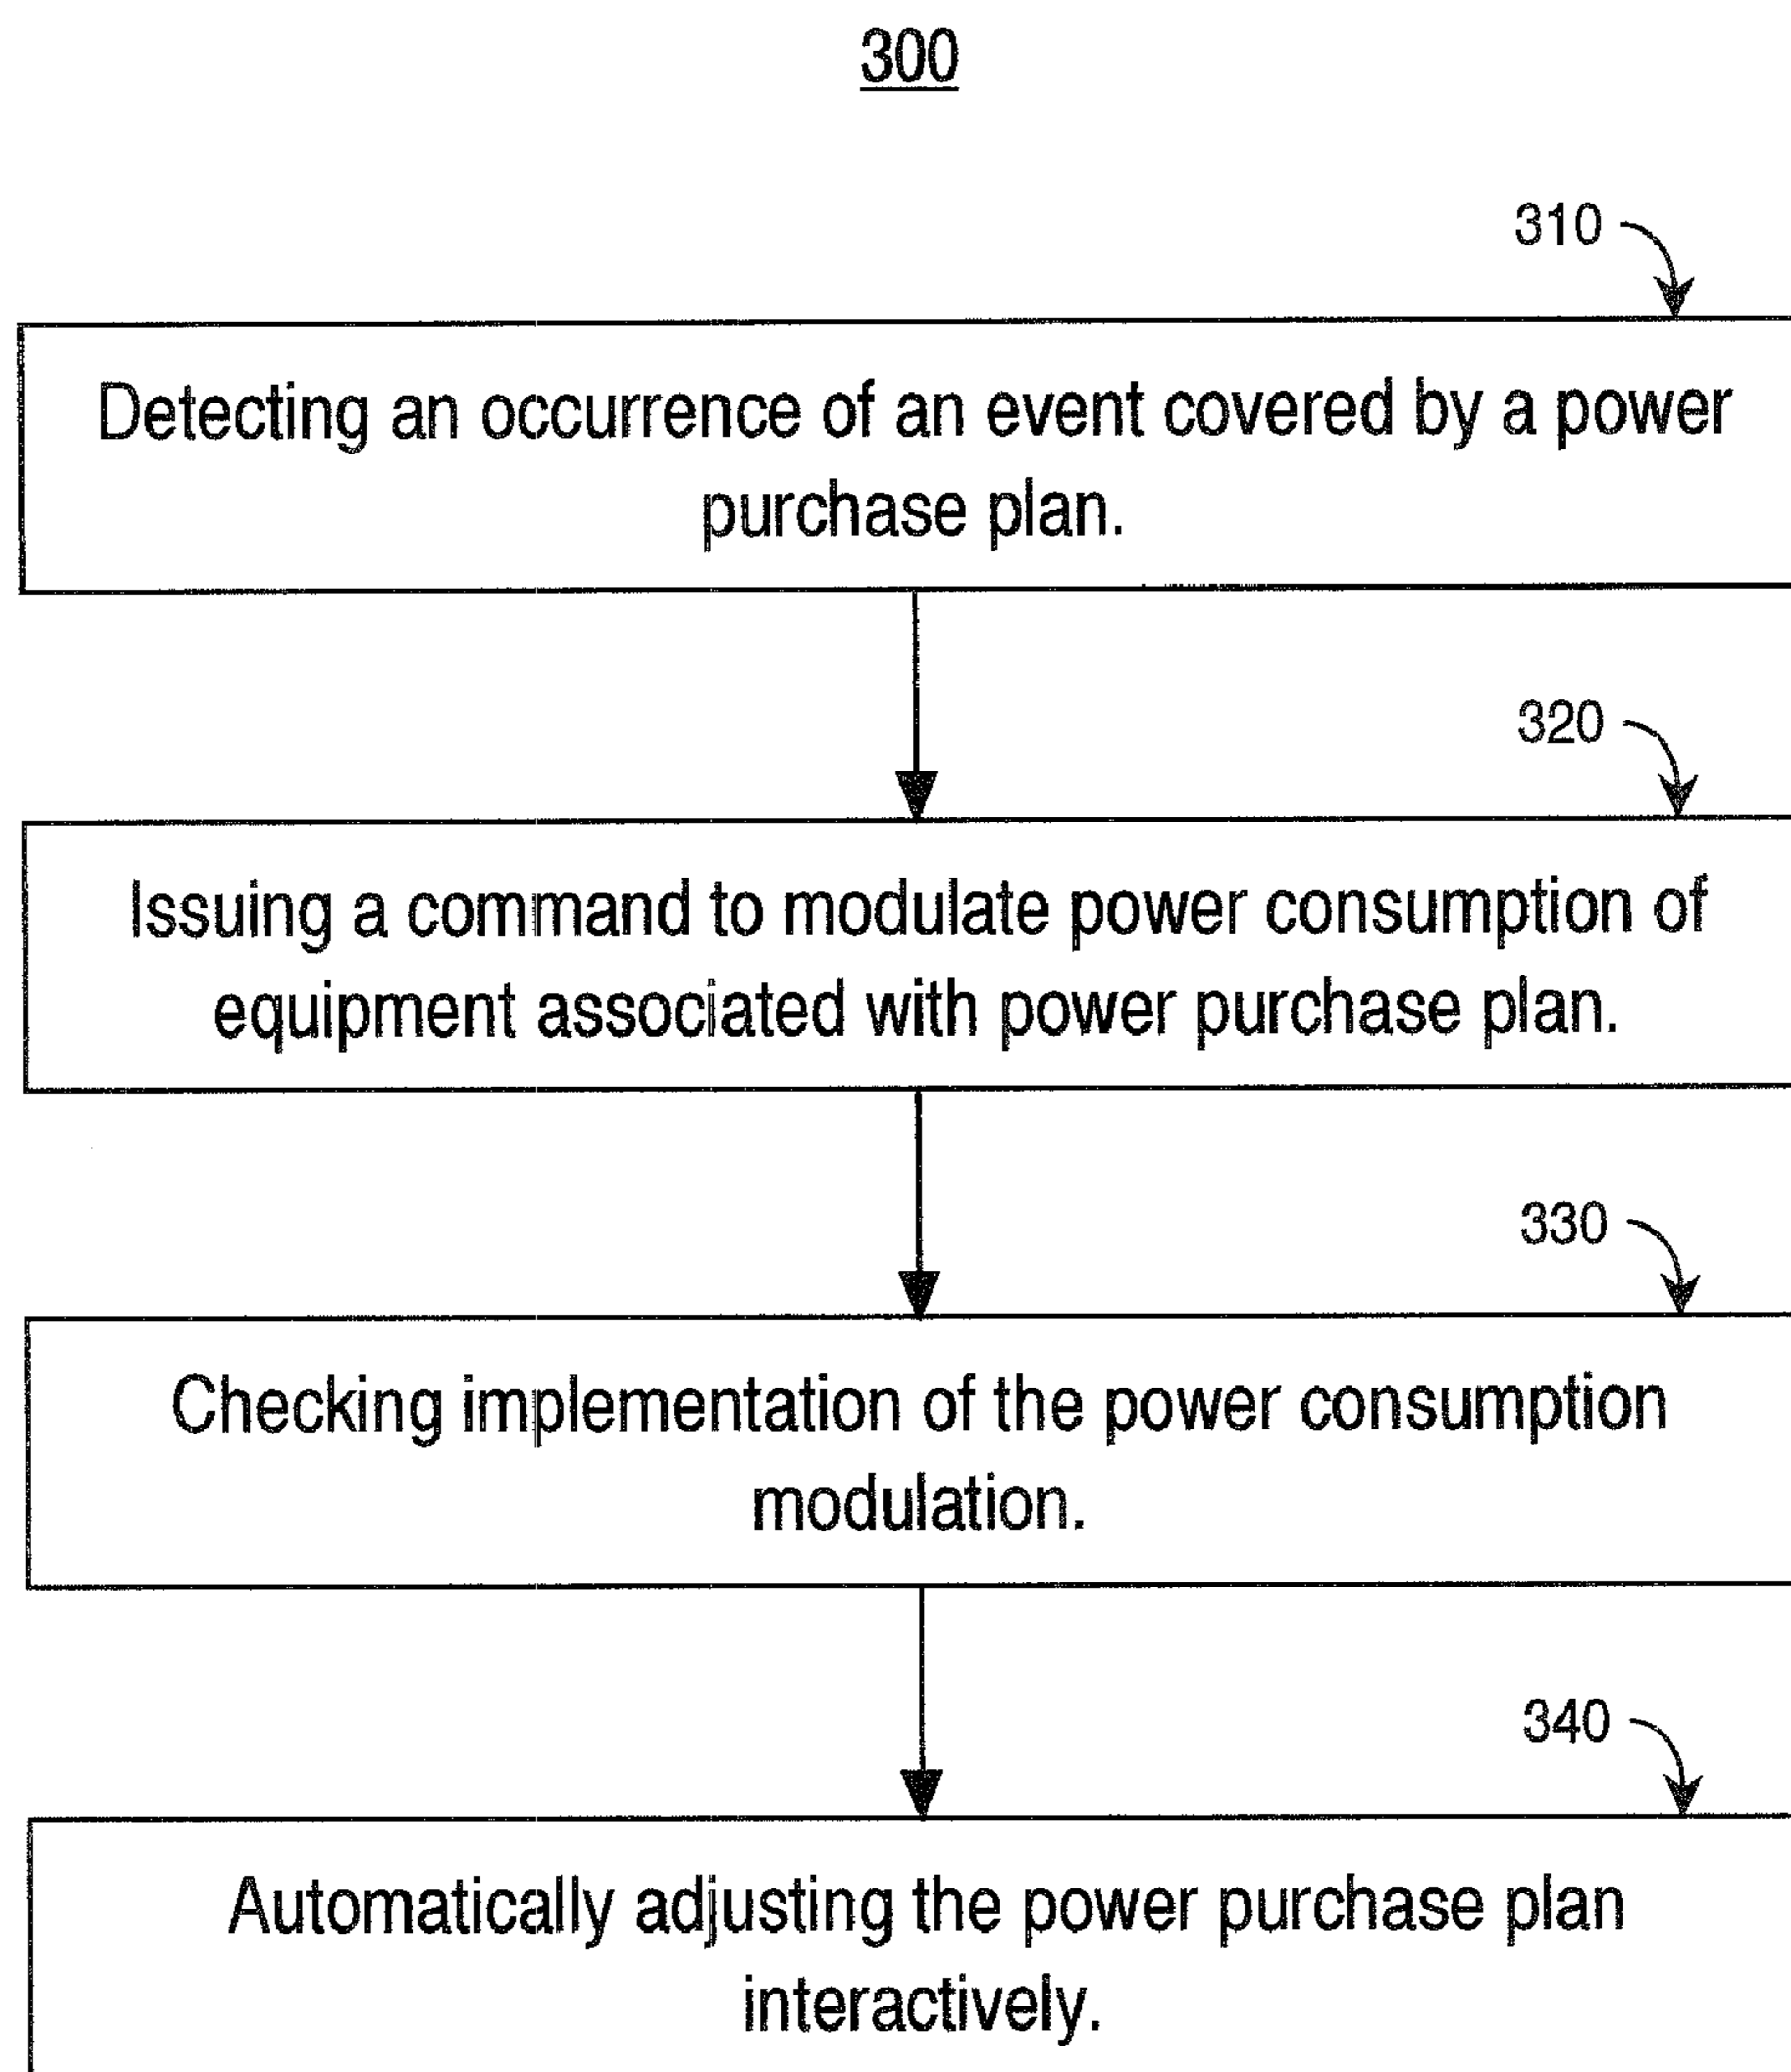 300
310
Detecting an occurrence of an event covered by a power
purchase plan.
320
Issuing a command to modulate power consumption of
equipment associated with power purchase plan.
330
Checking implementation of the power consumption
modulation.
340
Automatically adjusting the power purchase plan
interactively.